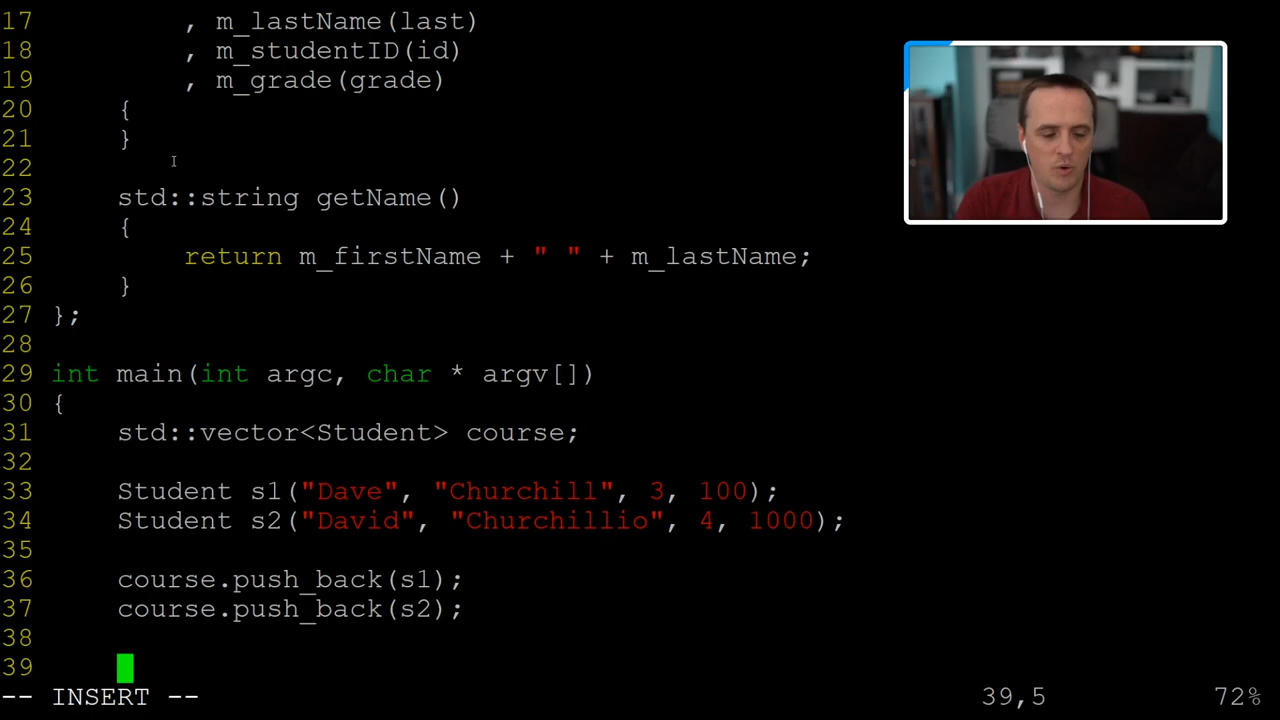 17 , m_lastName(last)
18 , m_studentID(id)
19 , m_grade(grade)
20 {
21 }
22
23 std::string getName()
24 {
25 return m_firstName + " " + m_lastName;
26 }
27 };
28
29 int main(int argc, char * argv[])
30 {
31 std::vector<Student> course;
32
33 Student s1("Dave", "Churchill", 3, 100);
34 Student s2("David", "Churchillio", 4, 1000);
35
36 course.push_back(s1);
37 course.push_back(s2);
38
39
-- INSERT -- 39,5 72%